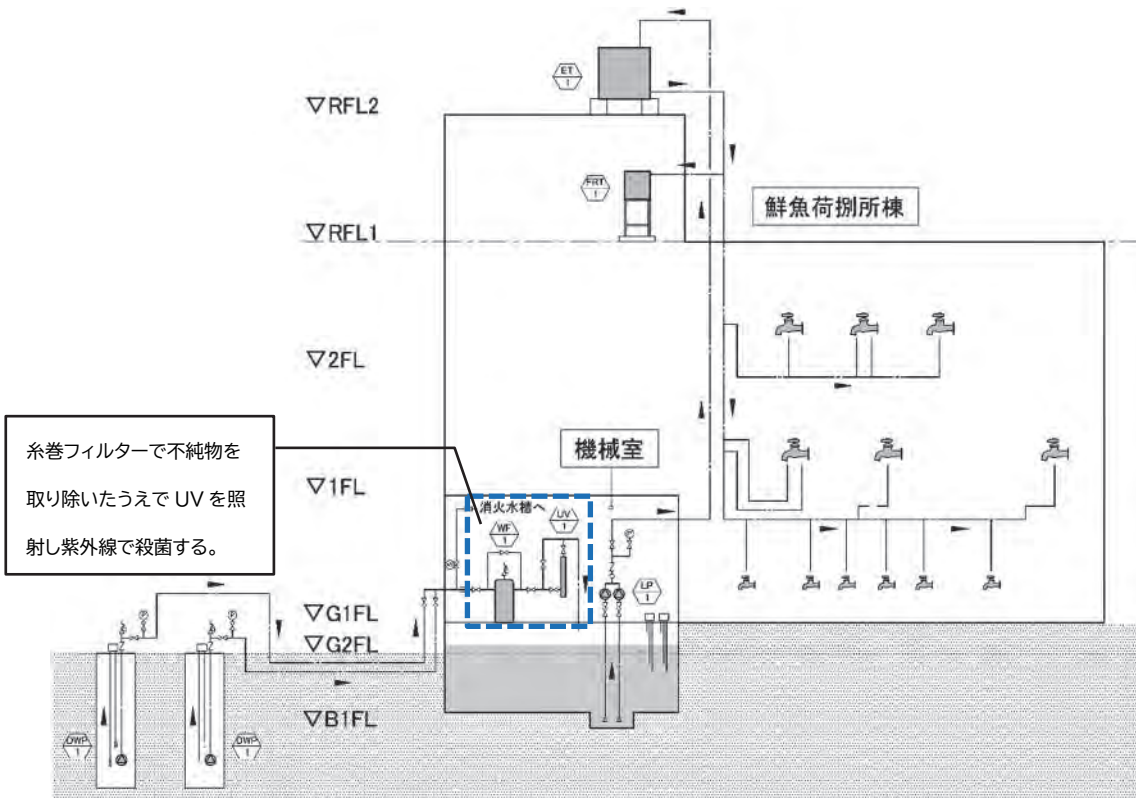 ET
1
▽RFL2
FRT
1
鮮魚荷捌所棟
▽RFL1
▽2FL
糸巻フィルターで不純物を
取り除いたうえで UV を照
射し紫外線で殺菌する。
機械室
▽1FL
消火水槽へ
WF
1
UV
1
LP
1
P
P
P
▽G1FL
▽G2FL
▽B1FL
OWP
1
OWP
1